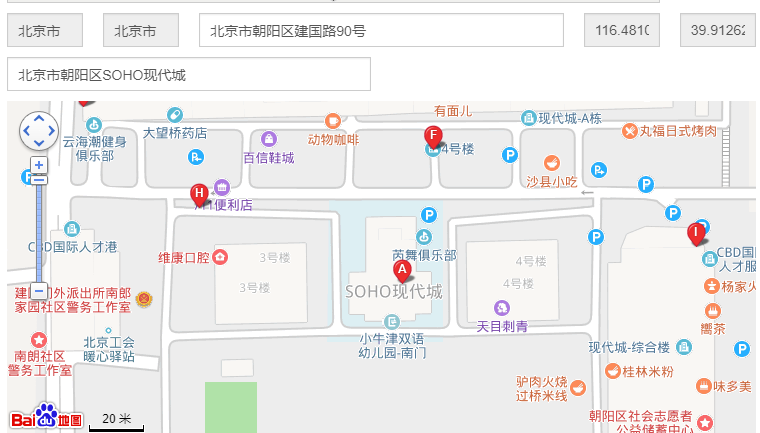 北京市
北京市
北京市朝阳区建国路90号
116.4810
39.91262
北京市朝阳区SOHO现代城
有面儿
现代城-A栋
云海潮健身
俱乐部
大望桥药店
动物咖啡
F
4号楼
丸福日式烤肉
百信鞋城
P
沙县小吃
H
便利店
I
CBD国际人才港
维康口腔
3号楼
3号楼
芮舞俱乐部
A
SOHO现代城
4号楼
4号楼
CBD国
人才服
杨家火
建
门外派出所南郎
家园社区警务工作室
天目刺青
嚮茶
北京工会
暖心驿站
小牛津双语
幼儿园-南门
南朗社区
警务工作室
现代城-综合楼
桂林米粉
驴肉火烧
过桥米线
味多美
朝阳区社会志愿者
公益储蓄中心
Bai du 地图
20 米